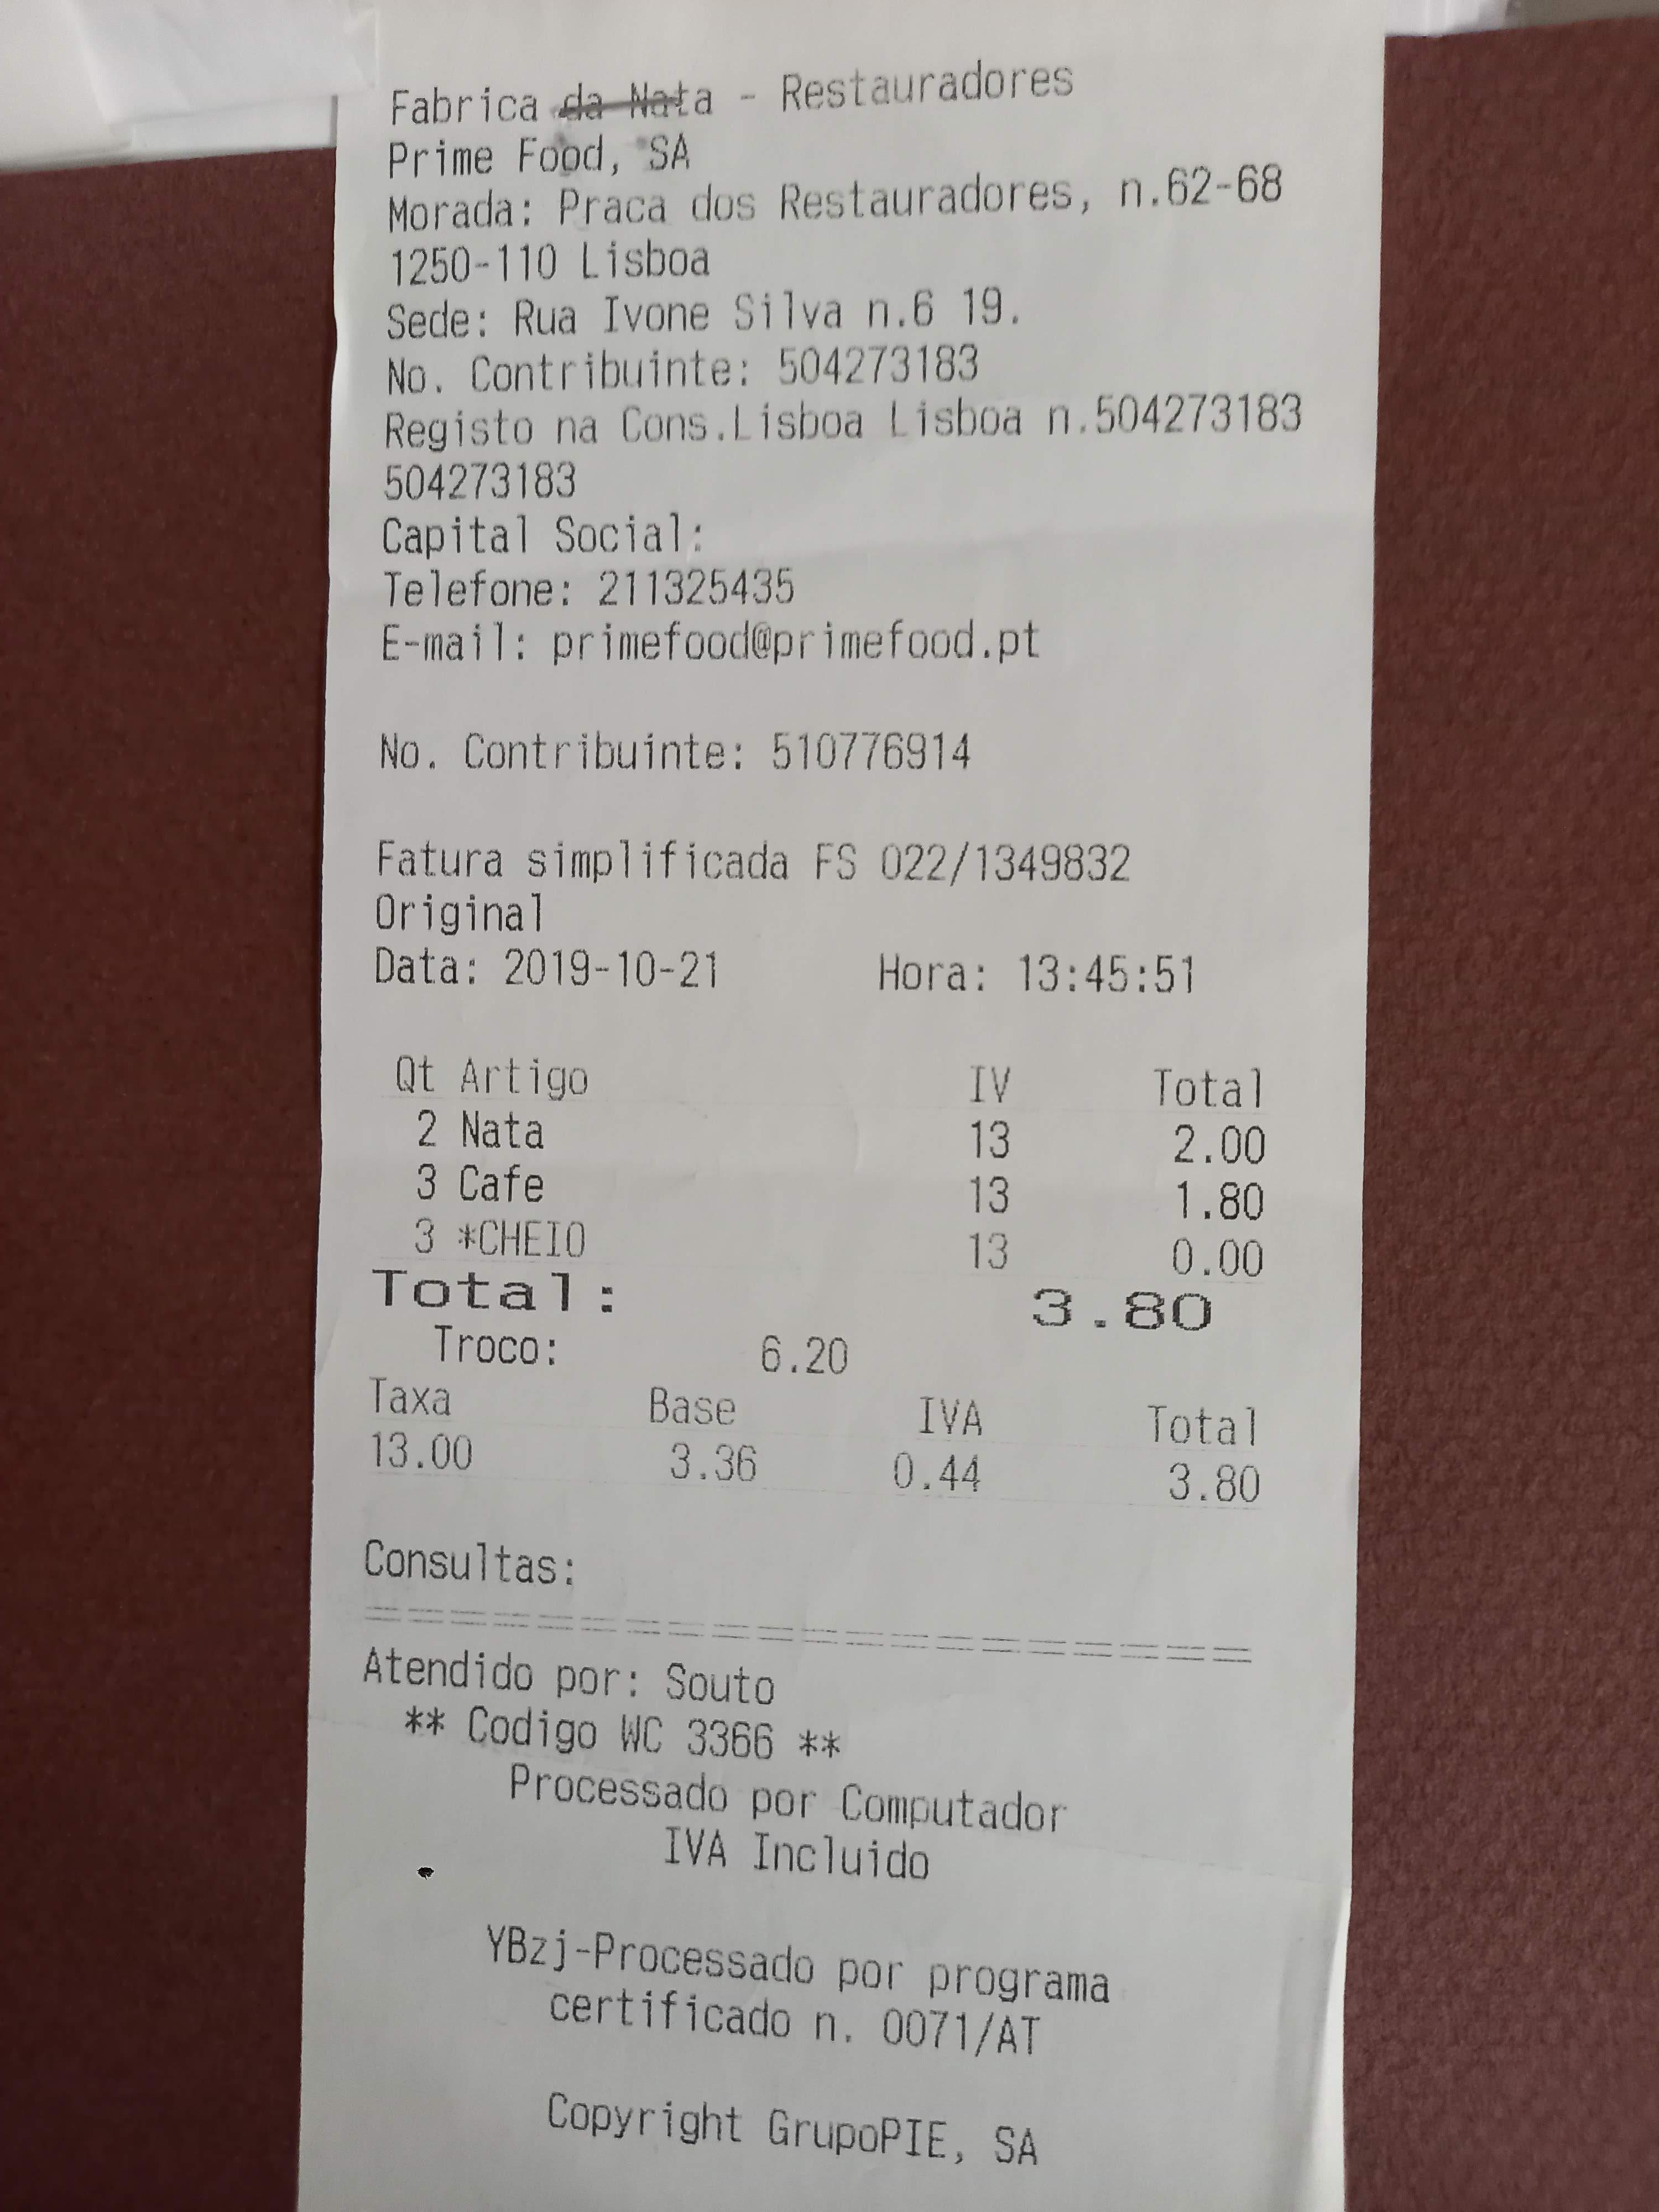 Fabrica da Nata - Restauradores
Prime Food, SA
Morada: Praca dos Restauradores, n.62-68
1250-110 Lisboa
Sede: Rua Ivone Silva n.6 19.
No. Contribuinte: 504273183
Registo na Cons.Lisboa Lisboa n.504273183
504273183
Capital Social:
Telefone: 211325435
E-mail: primefood@primefood.pt
No. Contribuinte: 510776914
Fatura simplificada FS 022/1349832
Original
Data: 2019-10-21 Hora: 13:45:51
Qt Artigo IV Total
2 Nata 13 2.00
3 Cafe 13 1.80
3 *CHEIO 13 0.00
Total: 3.80
Troco: 6.20
Taxa Base IVA Total
13.00 3.36 0.44 3.80
Consultas:
======================
Atendido por: Souto
** Codigo WC 3366 **
Processado por Computador
IVA Incluido
YBzj-Processado por programa
certificado n. 0071/AT
Copyright GrupoPIE, SA